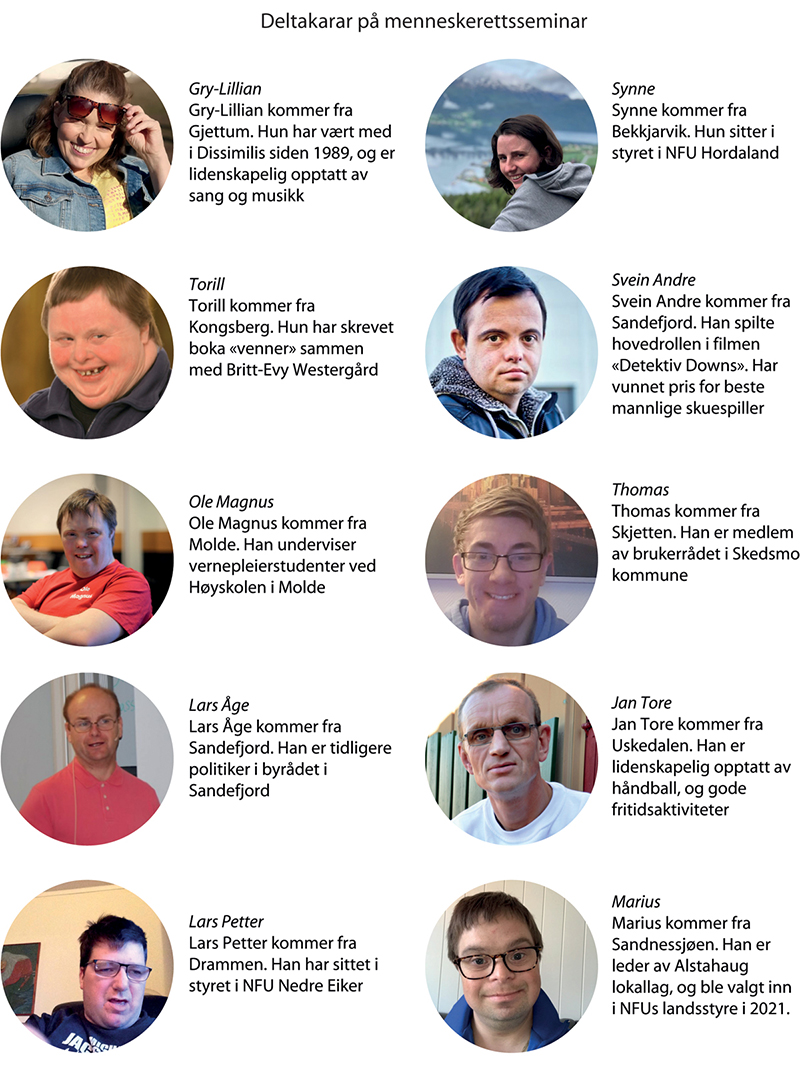 Deltakarar på menneskerettsseminar
Gry-Lillian
Gry-Lillian kommer fra
Gjettum. Hun har vært med
i Dissimilis siden 1989, og er
lidenskapelig opptatt av
sang og musikk
Synne
Synne kommer fra
Bekkjarvik. Hun sitter i
styret i NFU Hordaland
Torill
Torill kommer fra
Kongsberg. Hun har skrevet
boka «venner» sammen
med Britt-Evy Westergård
Svein Andre
Svein Andre kommer fra
Sandefjord. Han spilte
hovedrollen i filmen
«Detektiv Downs». Har
vunnet pris for beste
mannlige skuespiller
Ole Magnus
Ole Magnus kommer fra
Molde. Han underviser
vernepleierstudenter ved
Høyskolen i Molde
Magnus
Thomas
Thomas kommer fra
Skjetten. Han er medlem
av brukerrådet i Skedsmo
kommune
Lars Åge
Lars Åge kommer fra
Sandefjord. Han er tidligere
politiker i byrådet i
Sandefjord
Jan Tore
Jan Tore kommer fra
Uskedalen. Han er
lidenskapelig opptatt av
håndball, og gode
fritidsaktiviteter
Lars Petter
Lars Petter kommer fra
Drammen. Han har sittet i
styret i NFU Nedre Eiker
Marius
Marius kommer fra
Sandnessjøen. Han er
leder av Alstahaug
lokallag, og ble valgt inn
i NFUs landsstyre i 2021.